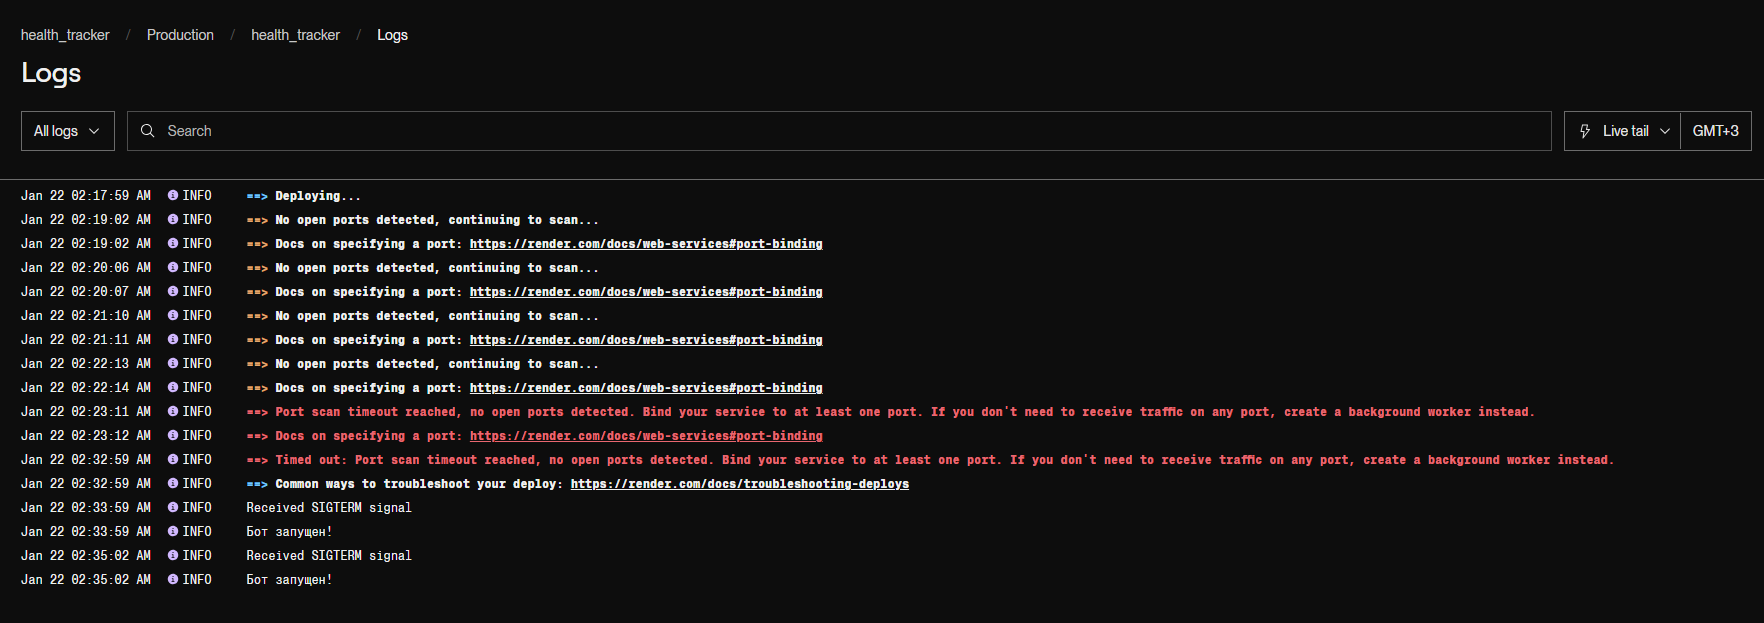 health_tracker / Production / health_tracker / Logs
Logs
All logs Search Live tail GMT+3
Jan 22 02:17:59 AM INFO ==> Deploying...
Jan 22 02:19:02 AM INFO ==> No open ports detected, continuing to scan...
Jan 22 02:19:02 AM INFO ==> Docs on specifying a port: https://render.com/docs/web-services#port-binding
Jan 22 02:20:06 AM INFO ==> No open ports detected, continuing to scan...
Jan 22 02:20:07 AM INFO ==> Docs on specifying a port: https://render.com/docs/web-services#port-binding
Jan 22 02:21:10 AM INFO ==> No open ports detected, continuing to scan...
Jan 22 02:21:11 AM INFO ==> Docs on specifying a port: https://render.com/docs/web-services#port-binding
Jan 22 02:22:13 AM INFO ==> No open ports detected, continuing to scan...
Jan 22 02:22:14 AM INFO ==> Docs on specifying a port: https://render.com/docs/web-services#port-binding
Jan 22 02:23:11 AM INFO ==> Port scan timeout reached, no open ports detected. Bind your service to at least one port. If you don't need to receive traffic on any port, create a background worker instead.
Jan 22 02:23:12 AM INFO ==> Docs on specifying a port: https://render.com/docs/web-services#port-binding
Jan 22 02:32:59 AM INFO ==> Timed out: Port scan timeout reached, no open ports detected. Bind your service to at least one port. If you don't need to receive traffic on any port, create a background worker instead.
Jan 22 02:32:59 AM INFO ==> Common ways to troubleshoot your deploy: https://render.com/docs/troubleshooting-deploys
Jan 22 02:33:59 AM INFO Received SIGTERM signal
Jan 22 02:33:59 AM INFO Бот запущен!
Jan 22 02:35:02 AM INFO Received SIGTERM signal
Jan 22 02:35:02 AM INFO Бот запущен!